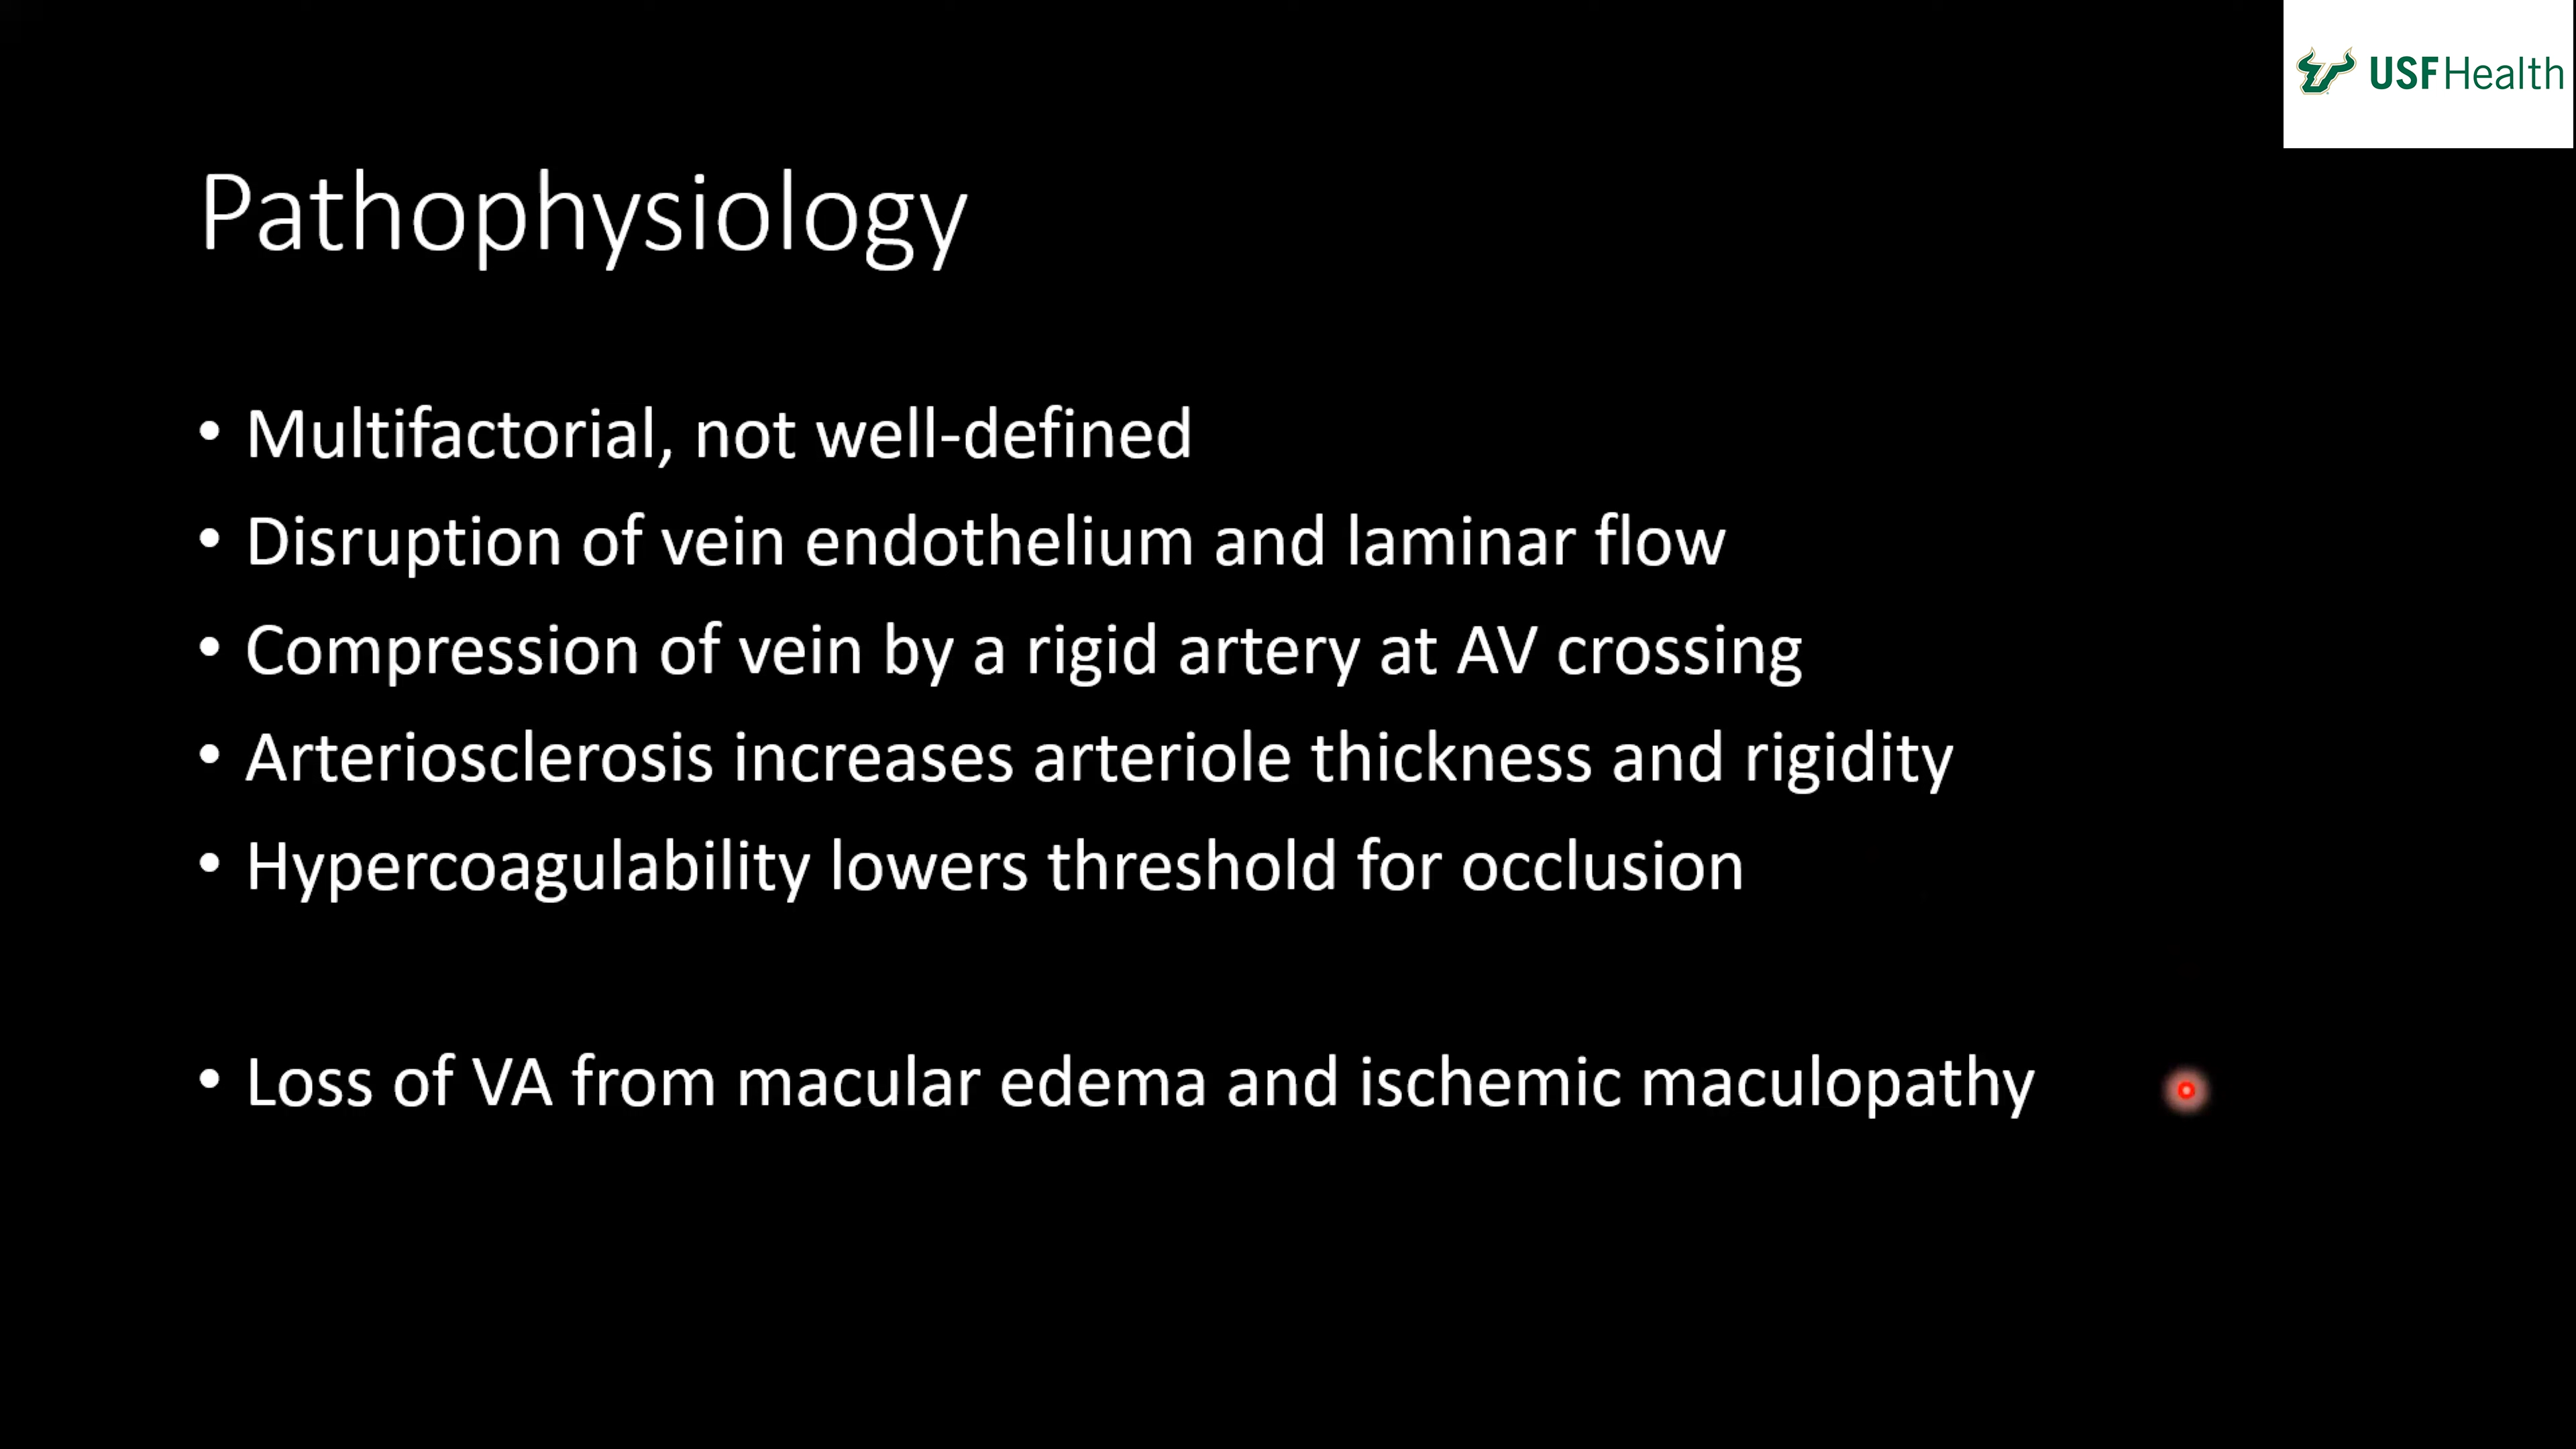 USF Health
Pathophysiology
• Multifactorial, not well-defined
• Disruption of vein endothelium and laminar flow
• Compression of vein by a rigid artery at AV crossing
• Arteriosclerosis increases arteriole thickness and rigidity
• Hypercoagulability lowers threshold for occlusion
• Loss of VA from macular edema and ischemic maculopathy